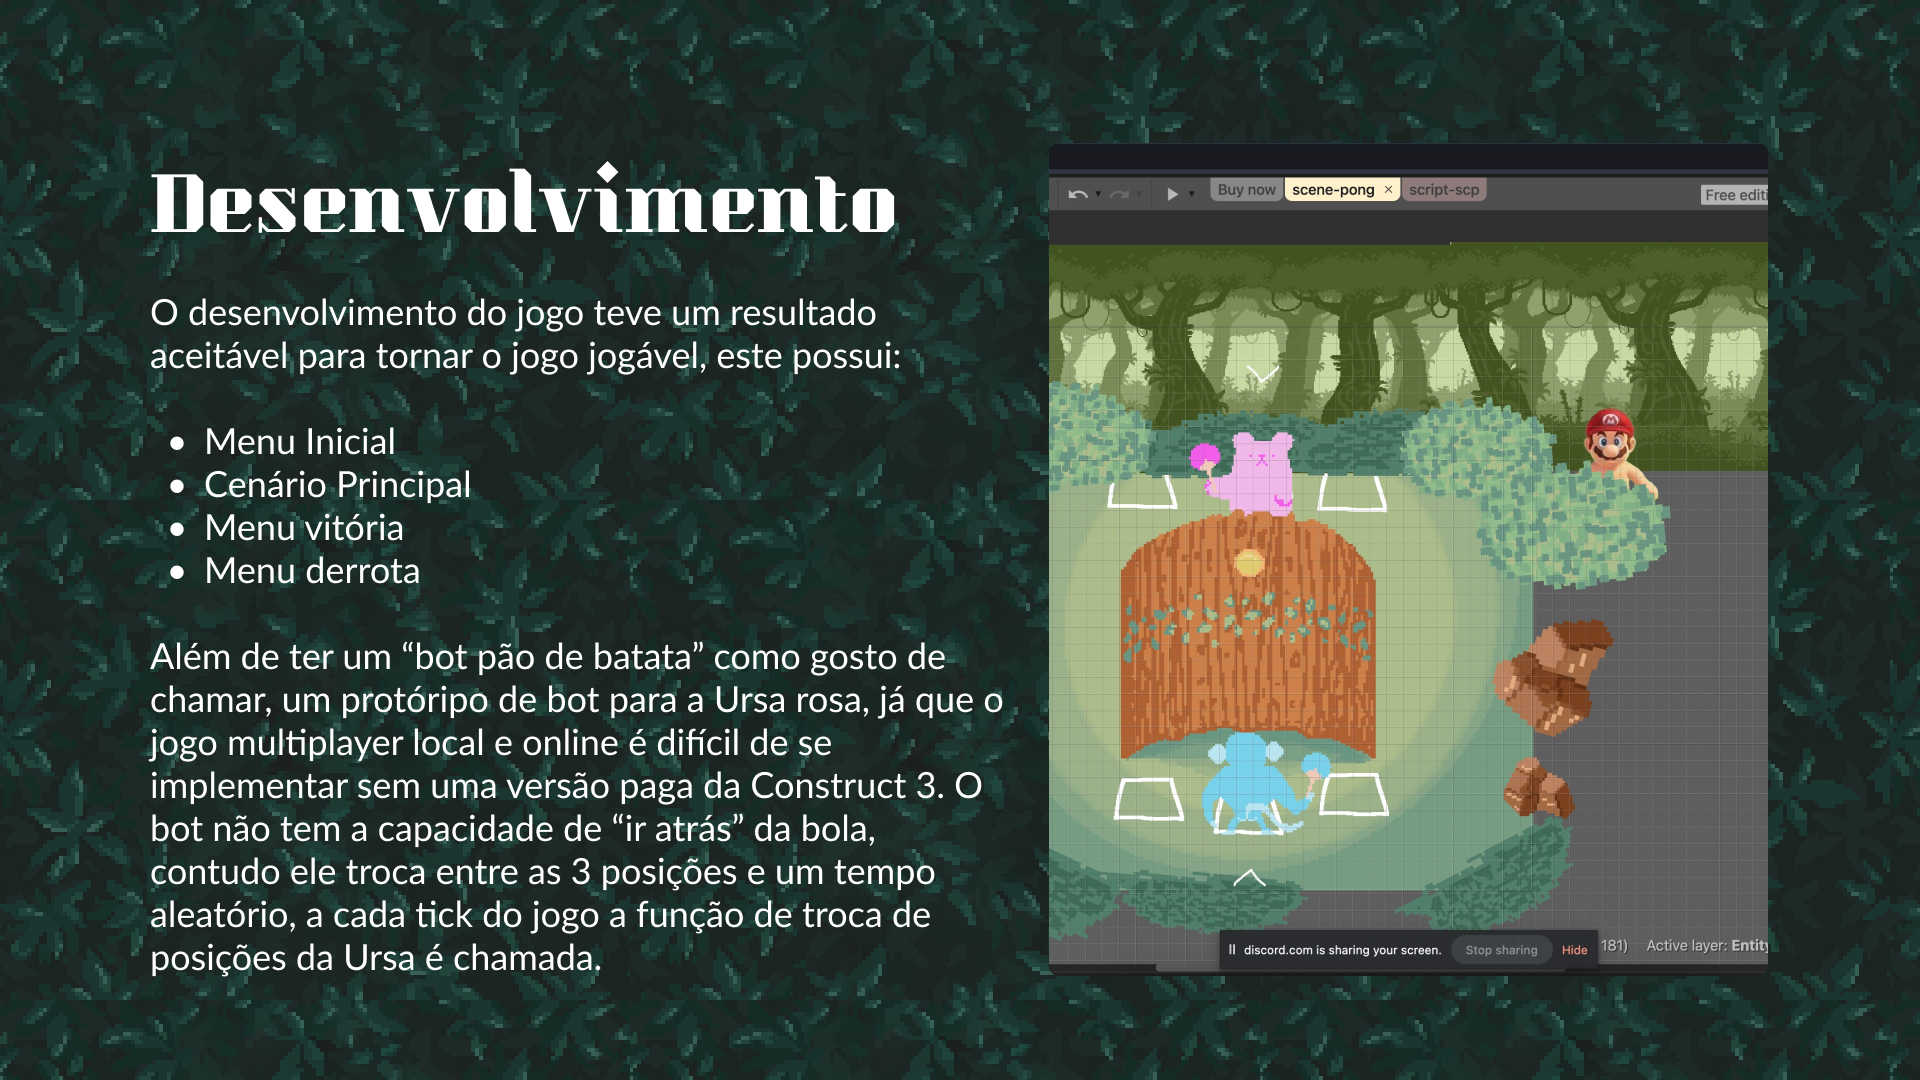 Desenvolvimento
O desenvolvimento do jogo teve um resultado
aceitável para tornar o jogo jogável, este possui:
• Menu Inicial
• Cenário Principal
• Menu vitória
• Menu derrota
Além de ter um “bot pão de batata” como gosto de
chamar, um protóripo de bot para a Ursa rosa, já que o
jogo multiplayer local e online é difícil de se
implementar sem uma versão paga da Construct 3. O
bot não tem a capacidade de “ir atrás” da bola,
contudo ele troca entre as 3 posições e um tempo
aleatório, a cada tick do jogo a função de troca de
posições da Ursa é chamada.
Buy now scene-pong × script-scp Free editi
M
discord.com is sharing your screen. Stop sharing Hide 181) Active layer: Entity